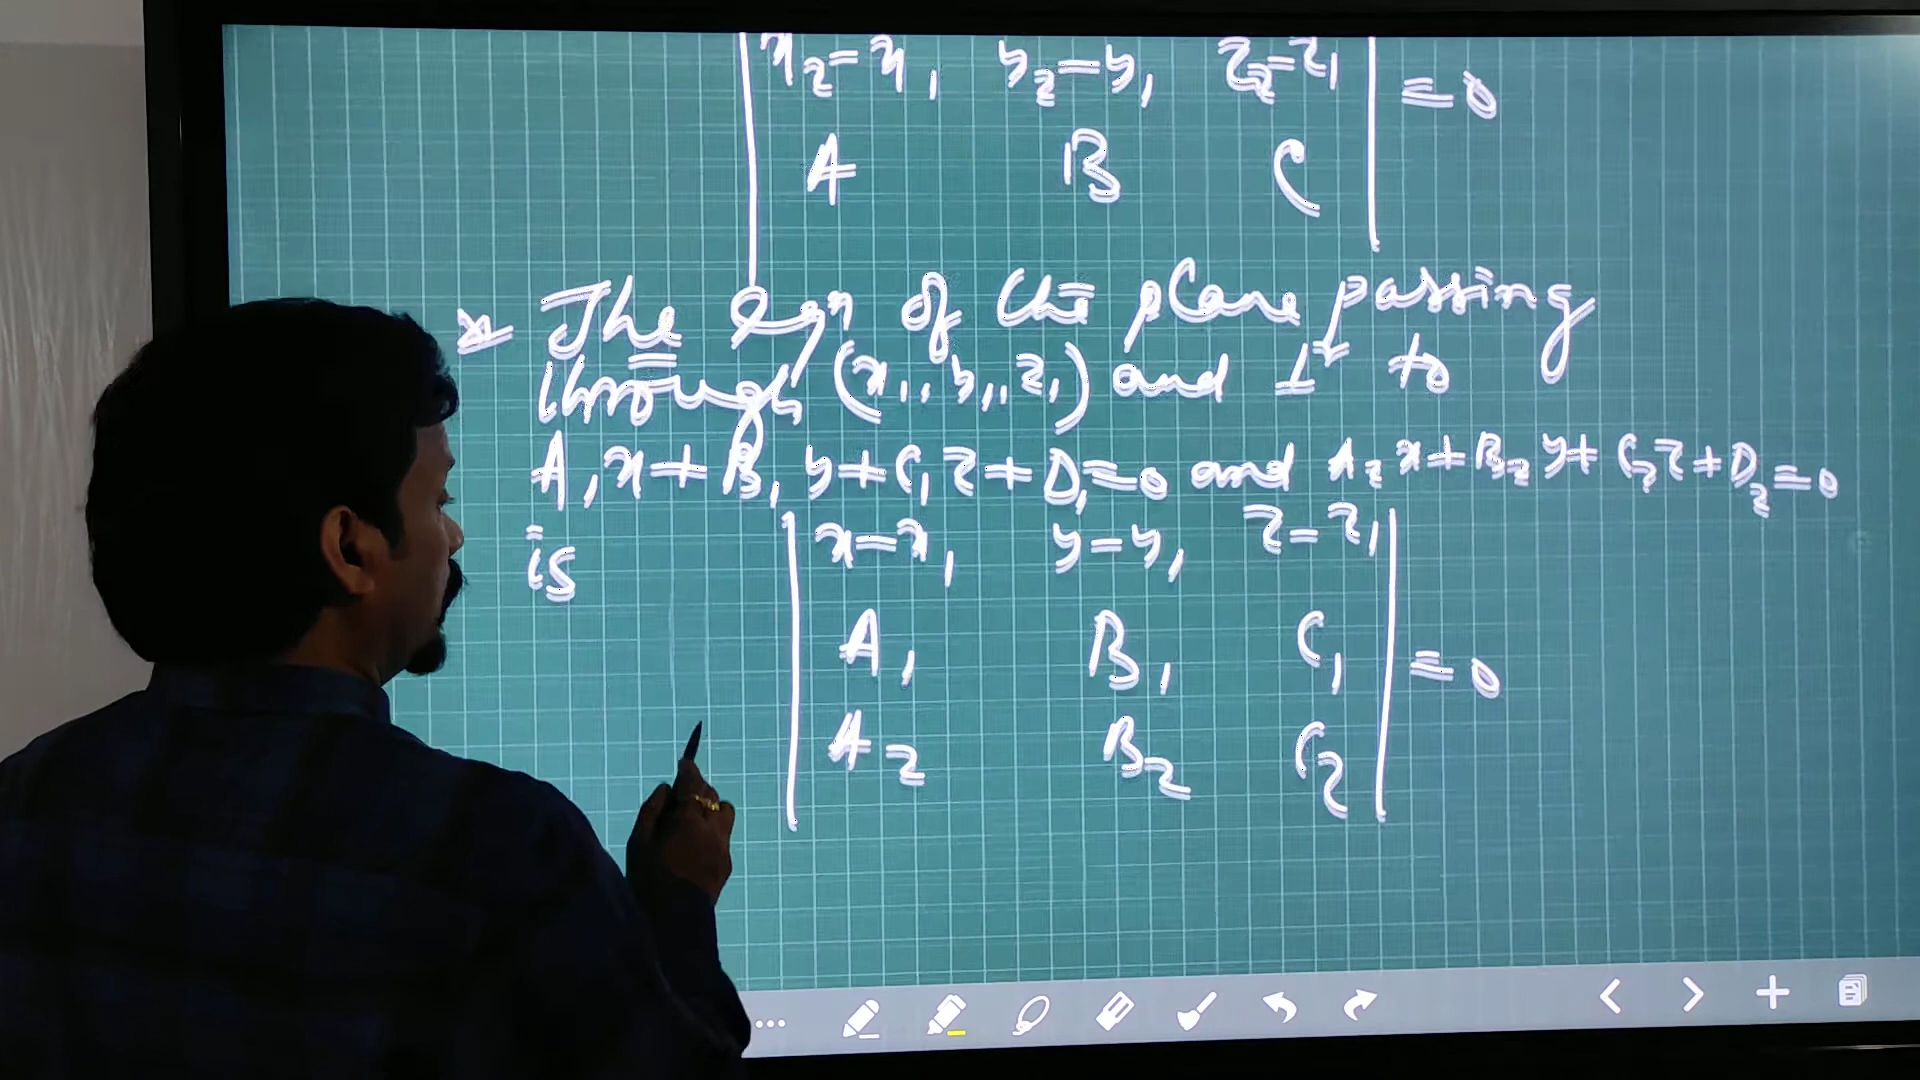 x₂-x₁ y₂-y₁ z₂-z₁
= 0
A B C
* The eqn of the plane passing
through (x₁, y₁, z₁) and ⊥r to
A₁x+B₁y+C₁z+D₁=0 and A₂x+B₂y+C₂z+D₂=0
is x-x₁ y-y₁ z-z₁
A₁ B₁ C₁ = 0
A₂ B₂ C₂